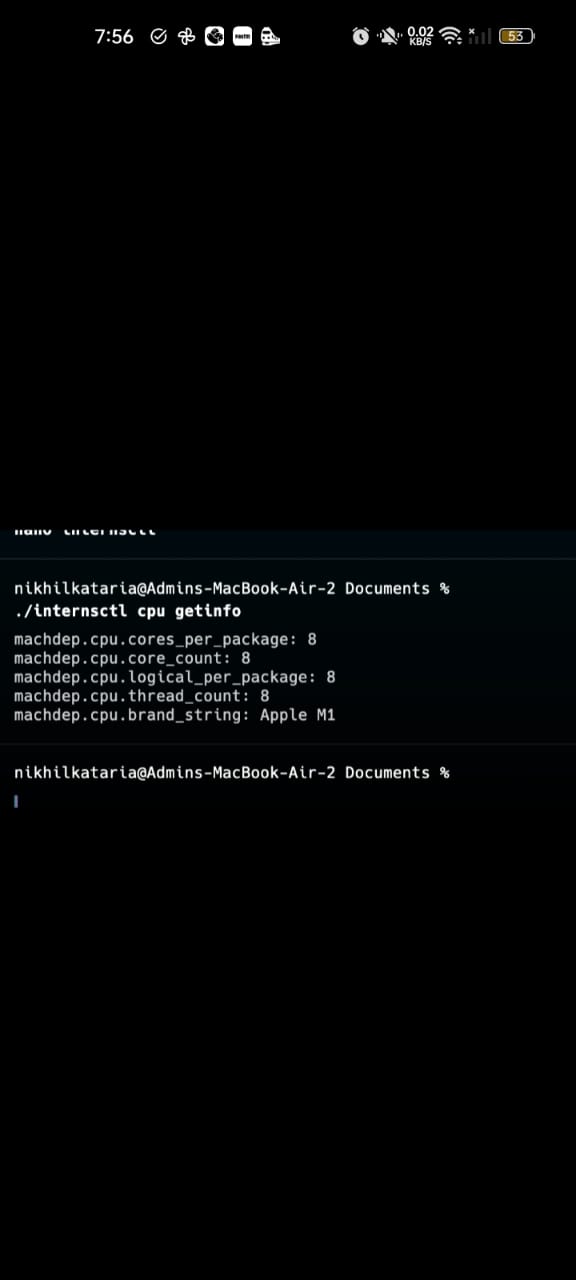 7:56
0.02
KB/S
53
nano internsctl
nikhilkataria@Admins-MacBook-Air-2 Documents %
./internsctl cpu getinfo
machdep.cpu.cores_per_package: 8
machdep.cpu.core_count: 8
machdep.cpu.logical_per_package: 8
machdep.cpu.thread_count: 8
machdep.cpu.brand_string: Apple M1
nikhilkataria@Admins-MacBook-Air-2 Documents %